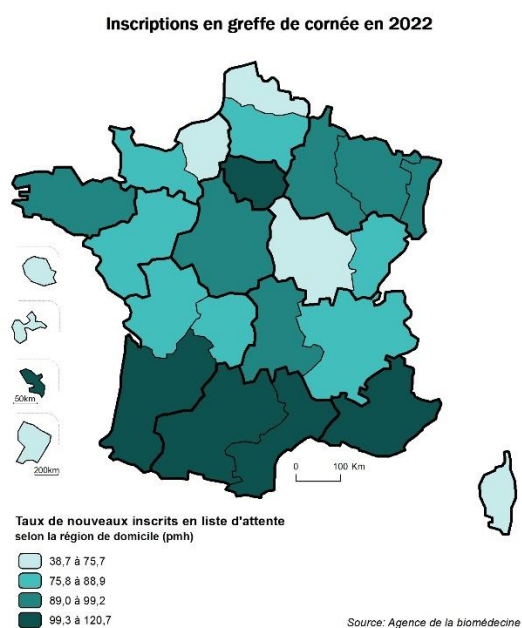 Inscriptions en greffe de cornée en 2022
50km
200km
0 100 Km
Taux de nouveaux inscrits en liste d'attente
selon la région de domicile (pmh)
38,7 à 75,7
75,8 à 88,9
89,0 à 99,2
99,3 à 120,7
Source: Agence de la biomédecine